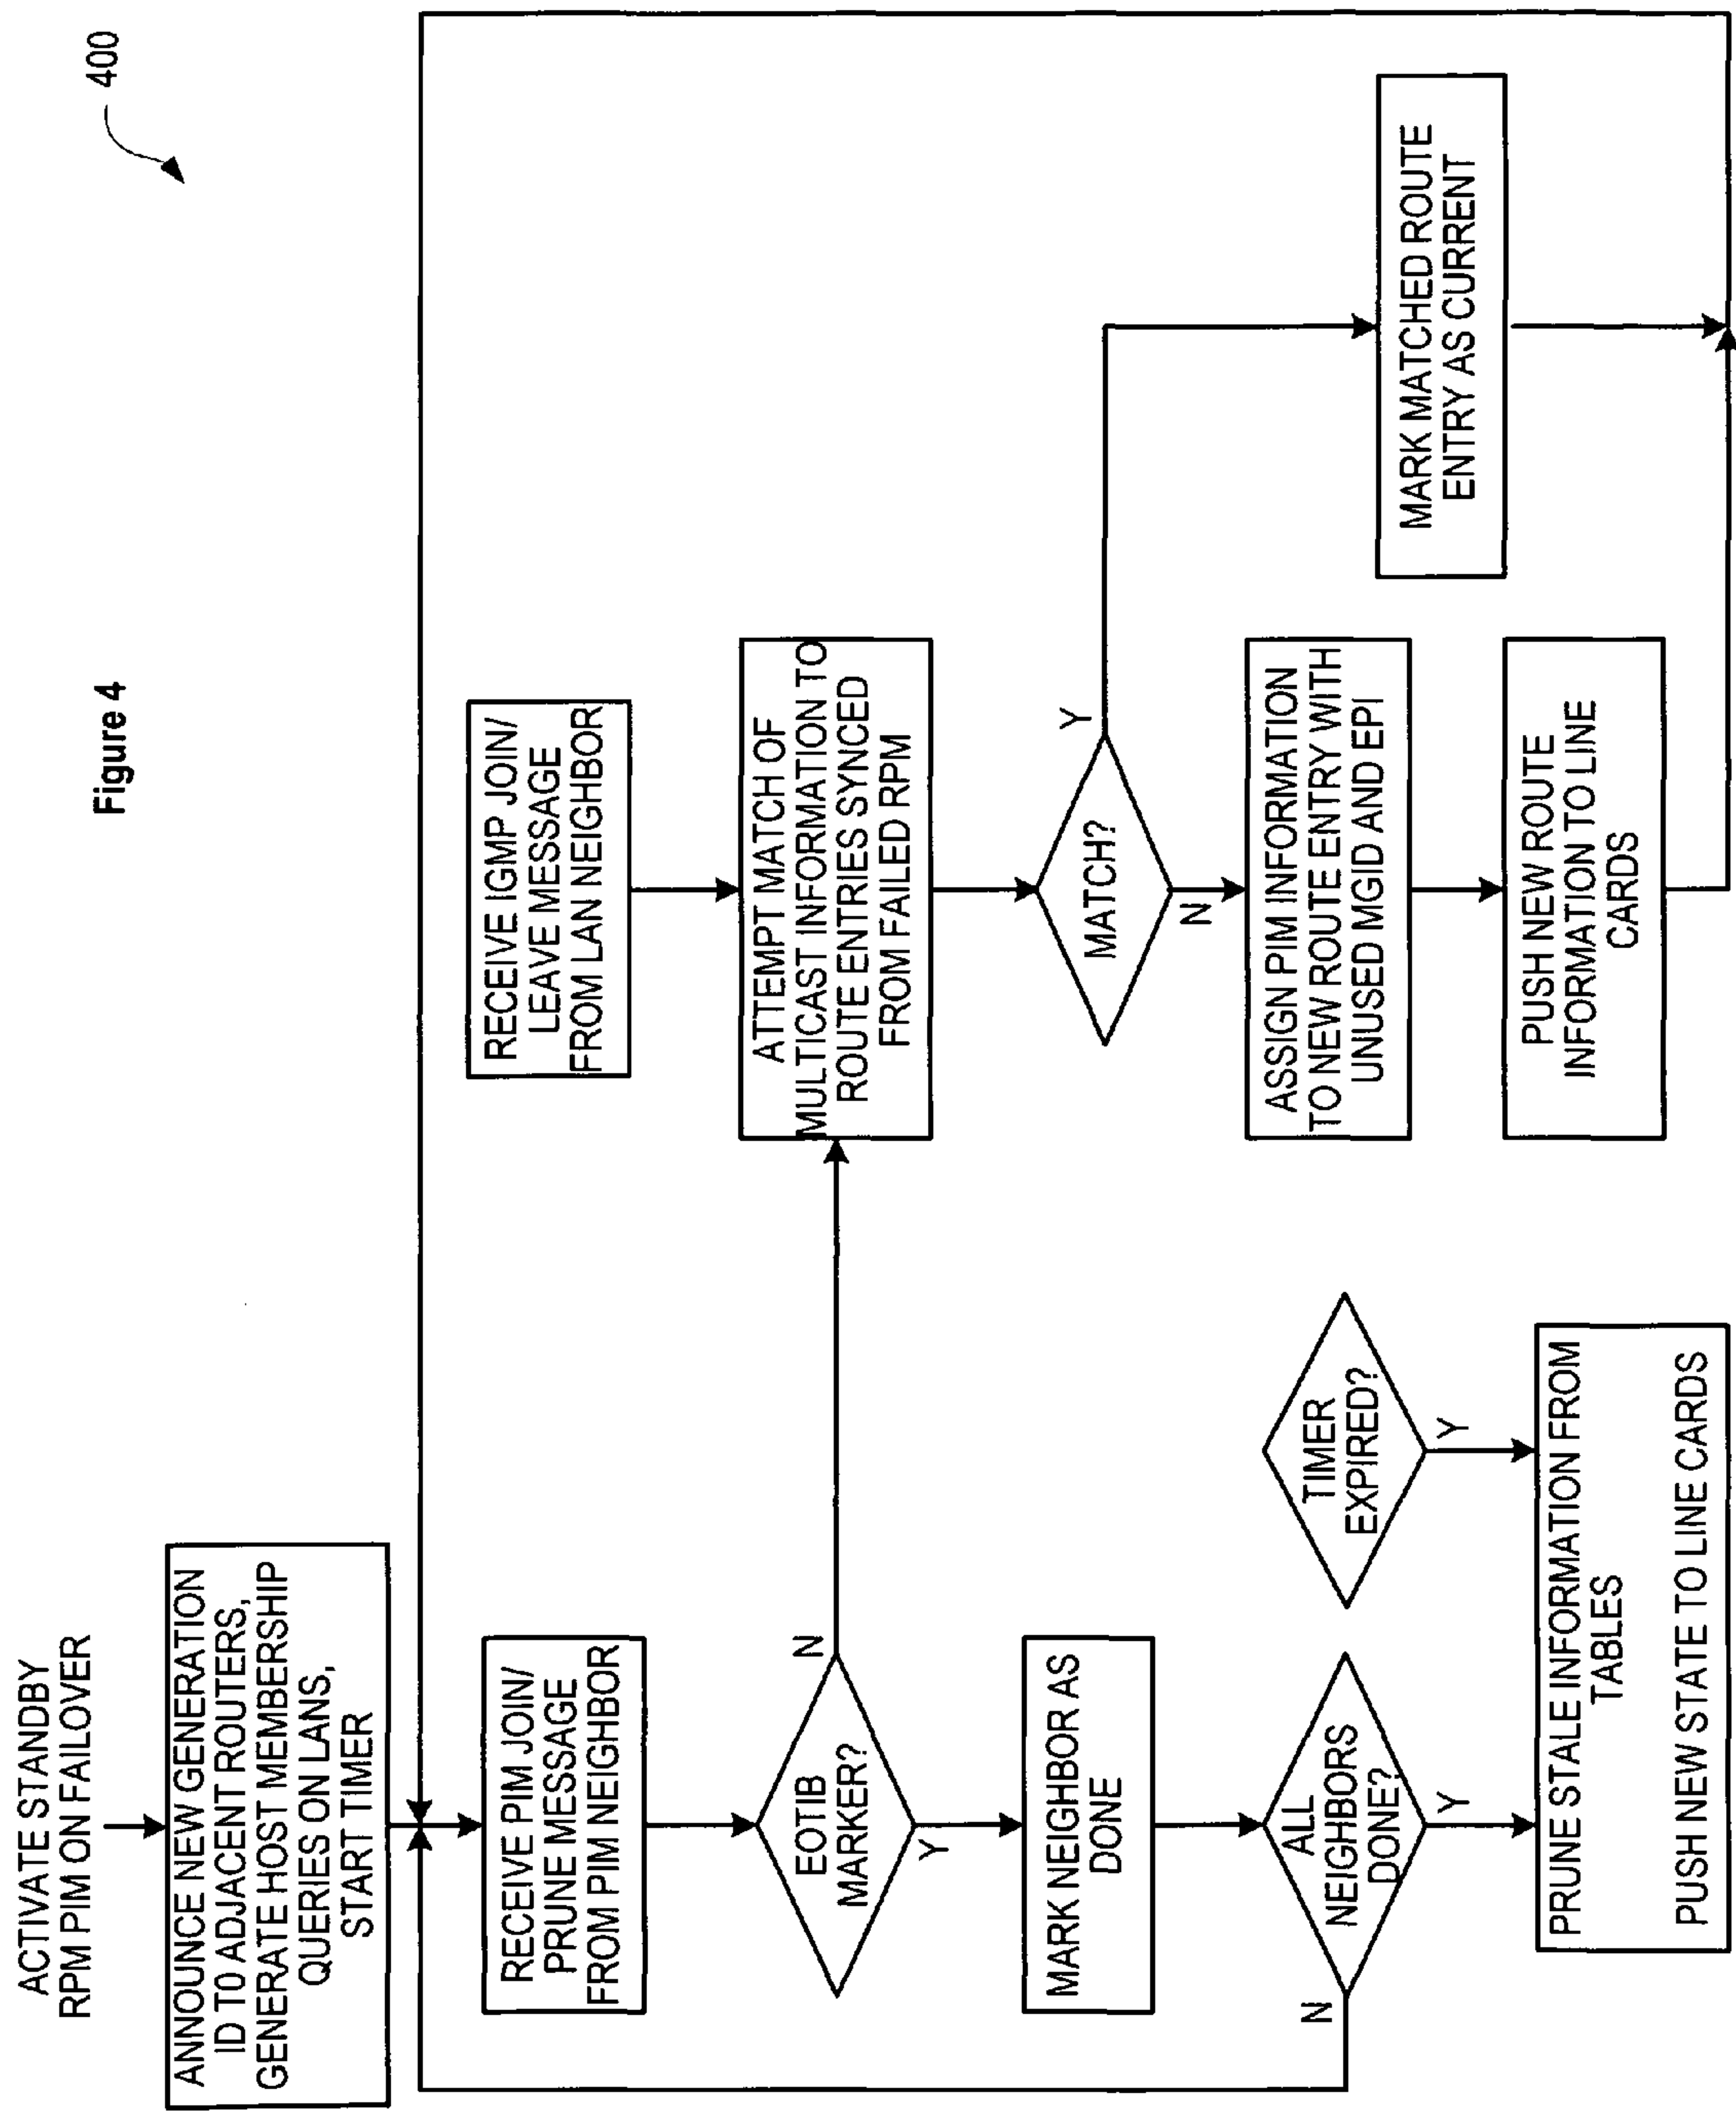 Figure 4
400
ACTIVATE STANDBY
RPM PIM ON FAILOVER
ANNOUNCE NEW GENERATION
ID TO ADJACENT ROUTERS,
GENERATE HOST MEMBERSHIP
QUERIES ON LANS,
START TIMER
RECEIVE PIM JOIN/
PRUNE MESSAGE
FROM PIM NEIGHBOR
EOTIB
MARKER?
N
Y
MARK NEIGHBOR AS
DONE
ALL
NEIGHBORS
DONE?
N
Y
TIMER
EXPIRED?
Y
PRUNE STALE INFORMATION FROM
TABLES
PUSH NEW STATE TO LINE CARDS
RECEIVE IGMP JOIN/
LEAVE MESSAGE
FROM LAN NEIGHBOR
ATTEMPT MATCH OF
MULTICAST INFORMATION TO
ROUTE ENTRIES SYNCED
FROM FAILED RPM
MATCH?
Y
N
ASSIGN PIM INFORMATION
TO NEW ROUTE ENTRY WITH
UNUSED MGID AND EPI
PUSH NEW ROUTE
INFORMATION TO LINE
CARDS
MARK MATCHED ROUTE
ENTRY AS CURRENT